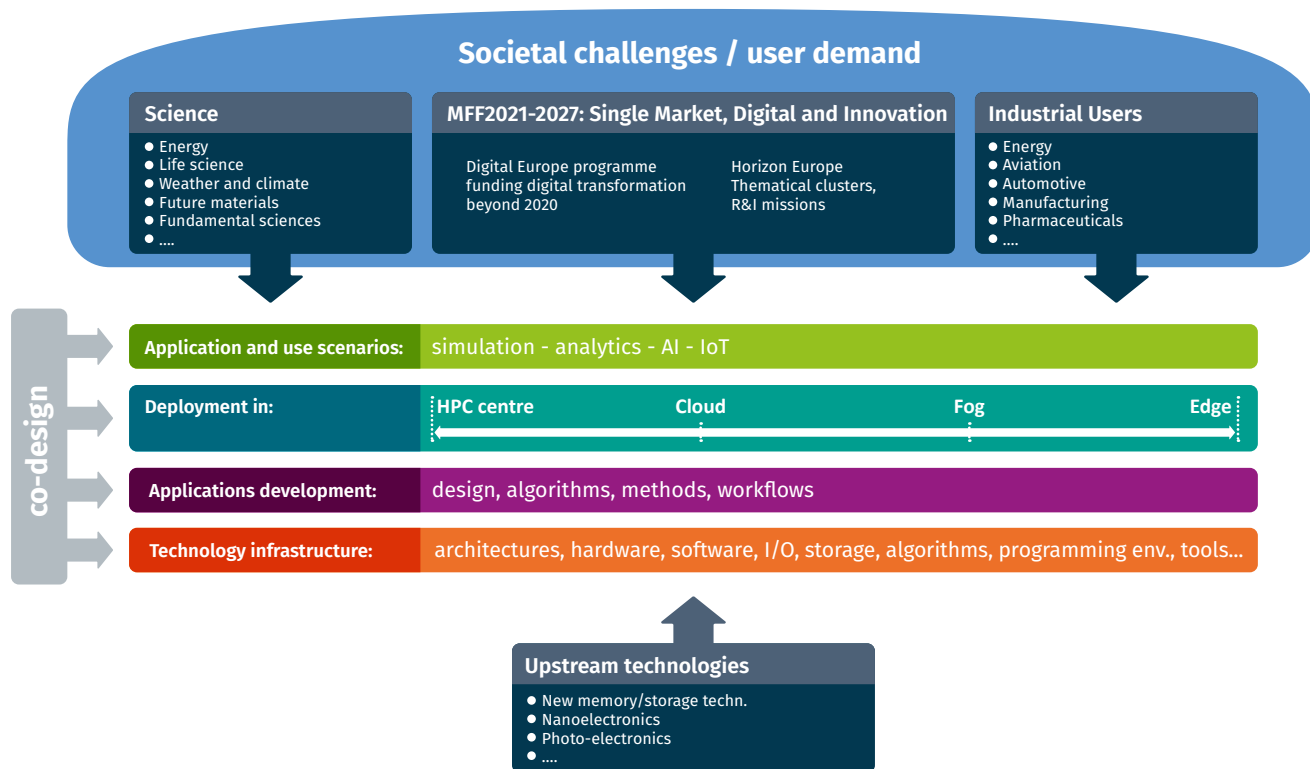 Societal challenges / user demand
Science
● Energy
● Life science
● Weather and climate
● Future materials
● Fundamental sciences
● ....
MFF2021-2027: Single Market, Digital and Innovation
Digital Europe programme
funding digital transformation
beyond 2020
Horizon Europe
Thematical clusters,
R&I missions
Industrial Users
● Energy
● Aviation
● Automotive
● Manufacturing
● Pharmaceuticals
● ....
co-design
Application and use scenarios: simulation - analytics - AI - IoT
Deployment in: HPC centre Cloud Fog Edge
Applications development: design, algorithms, methods, workflows
Technology infrastructure: architectures, hardware, software, I/O, storage, algorithms, programming env., tools...
Upstream technologies
● New memory/storage techn.
● Nanoelectronics
● Photo-electronics
● ....